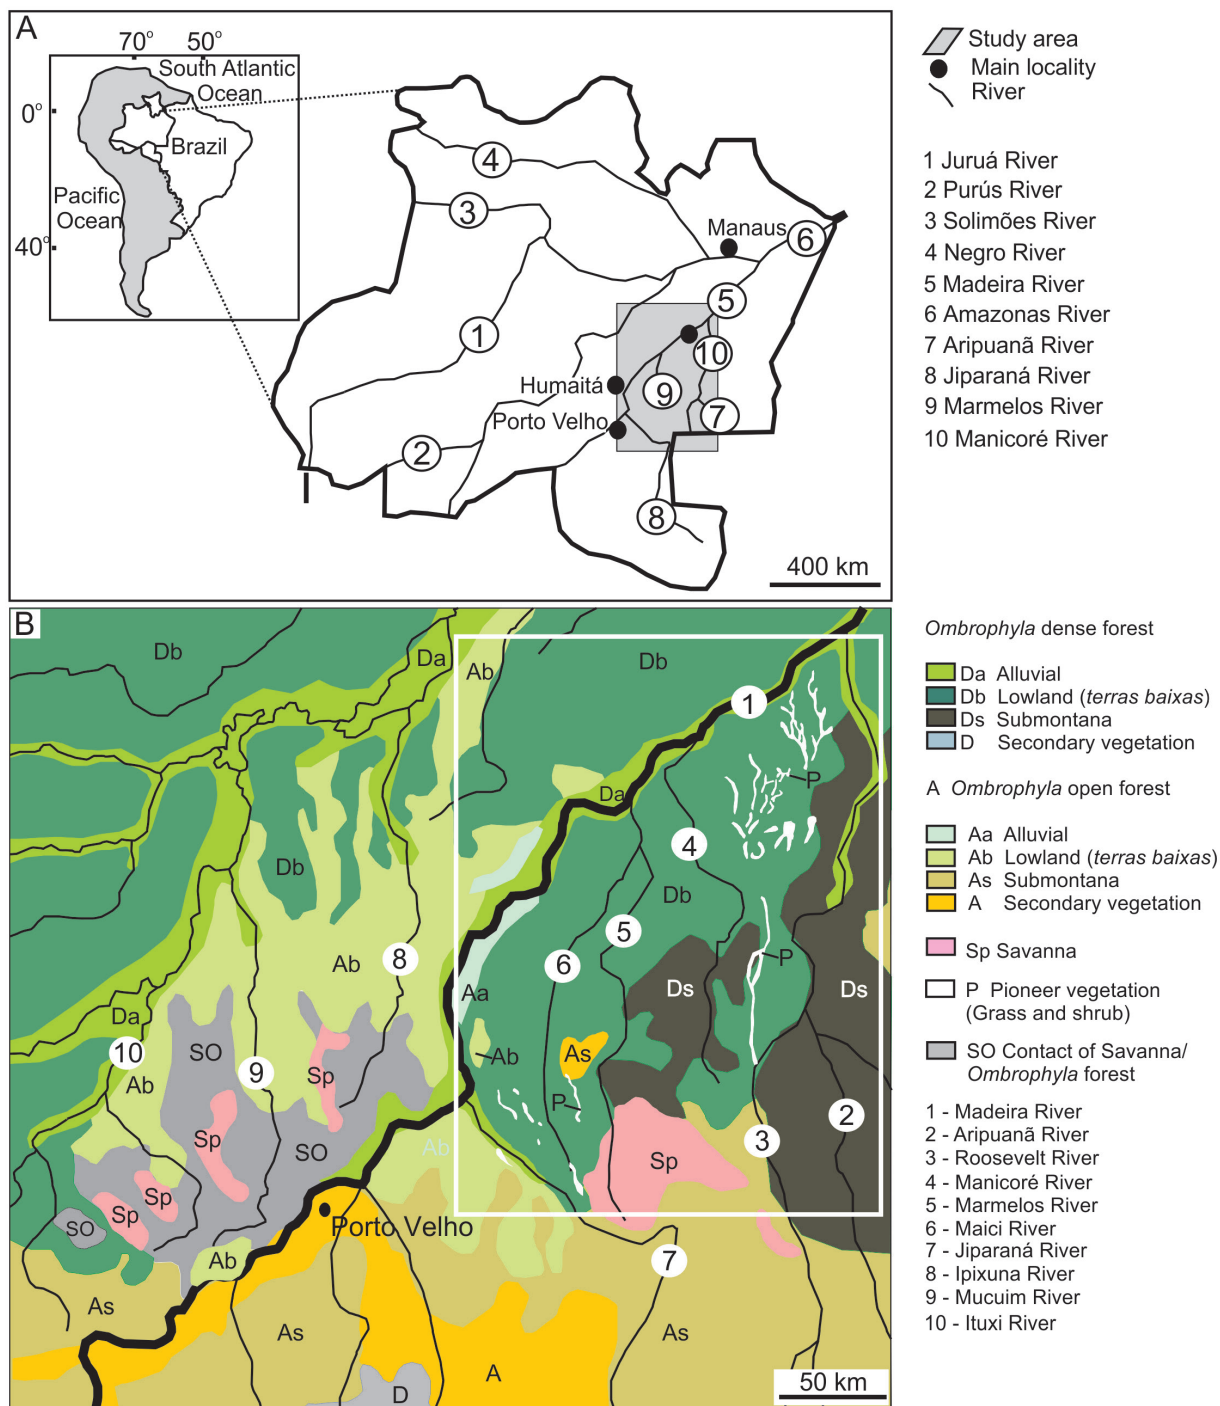 A
70° 50°
South Atlantic
Ocean
0°
Brazil
Pacific
Ocean
40°
4
3
Manaus
6
5
1
10
Humaitá
9
Porto Velho
7
2
8
400 km
Study area
Main locality
River
1 Juruá River
2 Purús River
3 Solimões River
4 Negro River
5 Madeira River
6 Amazonas River
7 Aripuanã River
8 Jiparaná River
9 Marmelos River
10 Manicoré River
B
Db
Da
Ab
Db
1
P
Da
4
Db
Db
5
8
Ab
6
P
Aa
Ds
Ds
Da
10
SO
As
Ab
Ab
9
Sp
P
2
Sp
SO
Ab
3
Sp
Sp
Sp
SO
Porto Velho
Ab
7
As
As
As
A
D
50 km
Ombrophyla dense forest
Da Alluvial
Db Lowland (terras baixas)
Ds Submontana
D Secondary vegetation
A Ombrophyla open forest
Aa Alluvial
Ab Lowland (terras baixas)
As Submontana
A Secondary vegetation
Sp Savanna
P Pioneer vegetation
(Grass and shrub)
SO Contact of Savanna/
Ombrophyla forest
1 - Madeira River
2 - Aripuanã River
3 - Roosevelt River
4 - Manicoré River
5 - Marmelos River
6 - Maici River
7 - Jiparaná River
8 - Ipixuna River
9 - Mucuim River
10 - Ituxi River